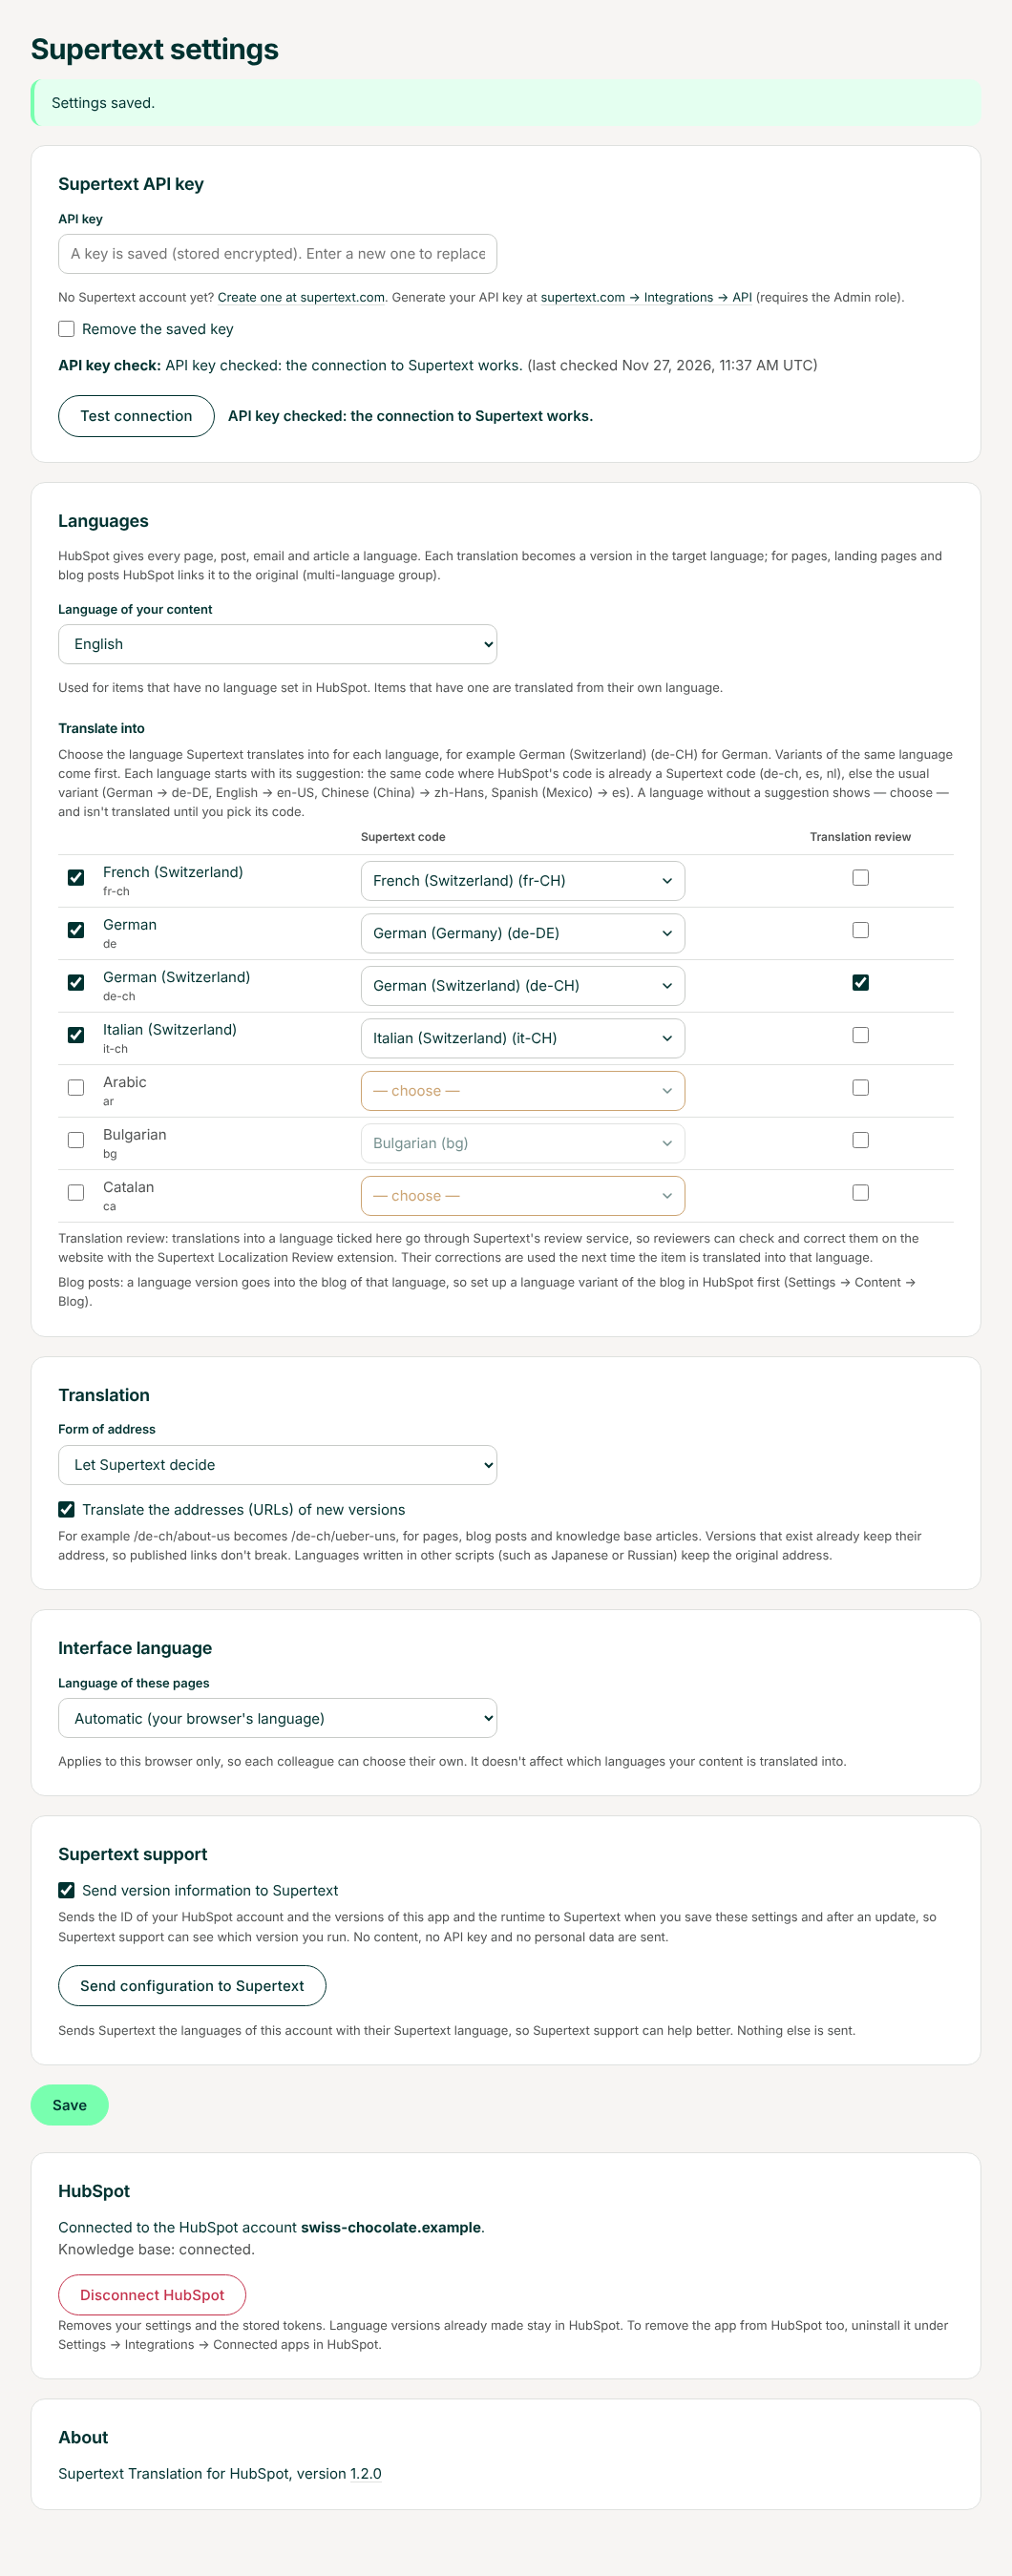 Supertext settings
Settings saved.
Supertext API key
API key
A key is saved (stored encrypted). Enter a new one to replace
No Supertext account yet? Create one at supertext.com. Generate your API key at supertext.com → Integrations → API (requires the Admin role).
Remove the saved key
API key check: API key checked: the connection to Supertext works. (last checked Nov 27, 2026, 11:37 AM UTC)
Test connection API key checked: the connection to Supertext works.
Languages
HubSpot gives every page, post, email and article a language. Each translation becomes a version in the target language; for pages, landing pages and
blog posts HubSpot links it to the original (multi-language group).
Language of your content
English
Used for items that have no language set in HubSpot. Items that have one are translated from their own language.
Translate into
Choose the language Supertext translates into for each language, for example German (Switzerland) (de-CH) for German. Variants of the same language
come first. Each language starts with its suggestion: the same code where HubSpot's code is already a Supertext code (de-ch, es, nl), else the usual
variant (German → de-DE, English → en-US, Chinese (China) → zh-Hans, Spanish (Mexico) → es). A language without a suggestion shows — choose —
and isn't translated until you pick its code.
Supertext code Translation review
French (Switzerland) French (Switzerland) (fr-CH)
fr-ch
German German (Germany) (de-DE)
de
German (Switzerland) German (Switzerland) (de-CH)
de-ch
Italian (Switzerland) Italian (Switzerland) (it-CH)
it-ch
Arabic — choose —
ar
Bulgarian Bulgarian (bg)
bg
Catalan — choose —
ca
Translation review: translations into a language ticked here go through Supertext's review service, so reviewers can check and correct them on the
website with the Supertext Localization Review extension. Their corrections are used the next time the item is translated into that language.
Blog posts: a language version goes into the blog of that language, so set up a language variant of the blog in HubSpot first (Settings → Content →
Blog).
Translation
Form of address
Let Supertext decide
Translate the addresses (URLs) of new versions
For example /de-ch/about-us becomes /de-ch/ueber-uns, for pages, blog posts and knowledge base articles. Versions that exist already keep their
address, so published links don't break. Languages written in other scripts (such as Japanese or Russian) keep the original address.
Interface language
Language of these pages
Automatic (your browser's language)
Applies to this browser only, so each colleague can choose their own. It doesn't affect which languages your content is translated into.
Supertext support
Send version information to Supertext
Sends the ID of your HubSpot account and the versions of this app and the runtime to Supertext when you save these settings and after an update, so
Supertext support can see which version you run. No content, no API key and no personal data are sent.
Send configuration to Supertext
Sends Supertext the languages of this account with their Supertext language, so Supertext support can help better. Nothing else is sent.
Save
HubSpot
Connected to the HubSpot account swiss-chocolate.example.
Knowledge base: connected.
Disconnect HubSpot
Removes your settings and the stored tokens. Language versions already made stay in HubSpot. To remove the app from HubSpot too, uninstall it under
Settings → Integrations → Connected apps in HubSpot.
About
Supertext Translation for HubSpot, version 1.2.0